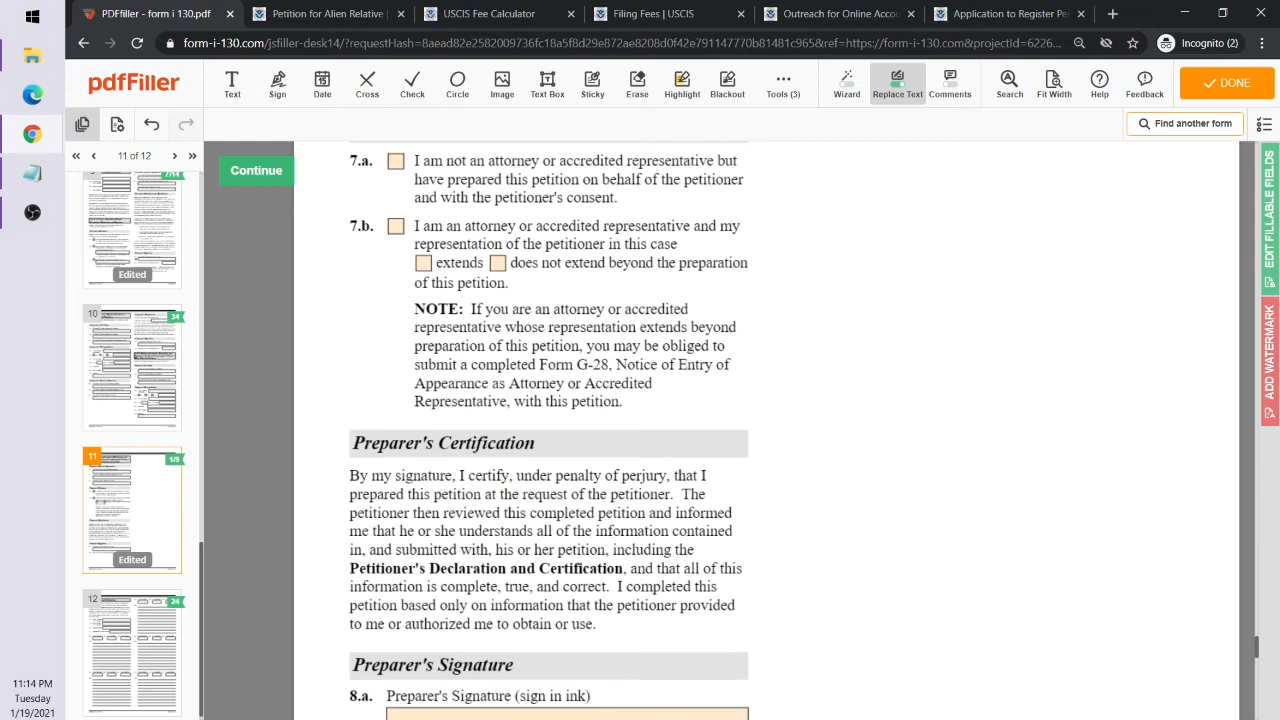 PDFfiller - form-i-130.pdf
Petition for Alien Relative
USCIS Fee Calculator
Filing Fees | USCIS
Outreach for Online Acco
Application to Register Pe
form-i-130.com/jsfiller-desk14/?requestHash=8aeadb92582009736fc18a5f8d29e872ae8208d0f42e791147770b81481c965&ref=https://form-i-130.com/&projectId=6226...
Incognito (2)
pdfFiller
Text
Sign
Date
Cross
Check
Circle
Image
Text Box
Sticky
Erase
Highlight
Blackout
Tools (3)
Wizard
Replace Text
Comments
Search
Fit Width
Help
Feedback
DONE
Find another form
11 of 12
Continue
7/14
Edited
10
34
11
1/9
Edited
12
24
7.a. I am not an attorney or accredited representative but
have prepared this petition on behalf of the petitioner
and with the petitioner's consent.
7.b. I am an attorney or accredited representative and my
representation of the petitioner in this case
extends do not extend beyond the preparation
of this petition.
NOTE: If you are an attorney or accredited
representative whose representation extends beyond
preparation of this petition, you may be obliged to
submit a completed Form G-28, Notice of Entry of
Appearance as Attorney or Accredited
Representative, with this petition.
Preparer's Certification
By my signature, I certify, under penalty of perjury, that I
prepared this petition at the request of the petitioner. The
petitioner then reviewed this completed petition and informed
me that he or she understands all of the information contained
in, and submitted with, his or her petition, including the
Petitioner's Declaration and Certification, and that all of this
information is complete, true, and correct. I completed this
petition based only on information that the petitioner provided
to me or authorized me to obtain or use.
Preparer's Signature
8.a. Preparer's Signature (sign in ink)
EDIT FILLABLE FIELDS
ADD WATERMARK
11:14 PM
Tuesday
1/19/2021